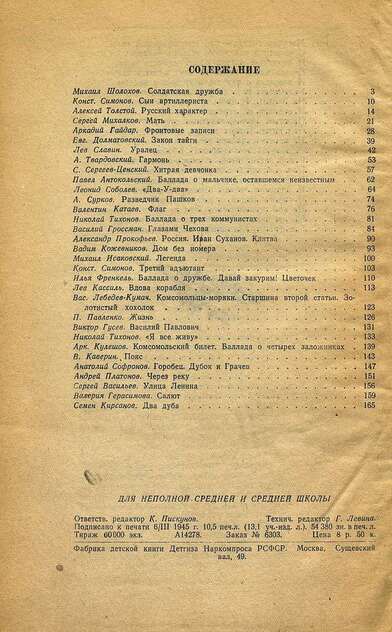 СОДЕРЖАНИЕ
Михаил Шолохов. Солдатская дружба . . . 3
Конст. Симонов. Сын артиллериста . . . 10
Алексей Толстой. Русский характер . . . 14
Сергей Михалков. Мать . . . 21
Аркадий Гайдар. Фронтовые записи . . . 28
Евг. Долматовский. Закон тайги . . . 39
Лев Славин. Уралец . . . 42
А. Твардовский. Гармонь . . . 53
С. Сергеев-Ценский. Хитрая девчонка . . . 57
Павел Антокольский. Баллада о мальчике, оставшемся неизвестным 62
Леонид Соболев. «Два-У-два» . . . 64
А. Сурков. Разведчик Пашков . . . 74
Валентин Катаев. Флаг . . . 76
Николай Тихонов. Баллада о трех коммунистах . . . 81
Василий Гроссман. Глазами Чехова . . . 84
Александр Прокофьев. Россия. Иван Суханов. Клятва . . . 90
Вадим Кожевников. Дом без номера . . . 93
Михаил Исаковский. Легенда . . . 100
Конст. Симонов. Третий адъютант . . . 103
Илья Френкель. Баллада о дружбе. Давай закурим! Цветочек . 110
Лев Кассиль. Вдова корабля . . . 113
Вас. Лебедев-Кумач. Комсомольцы-моряки. Старшина второй статьи. Зо-
лотистый хохолок . . . 123
П. Павленко. Жизнь . . . 126
Виктор Гусев. Василий Павлович . . . 131
Николай Тихонов. «Я все живу» . . . 133
Арк. Кулешов. Комсомольский билет. Баллада о четырех заложниках . 139
В. Каверин. Пояс . . . 143
Анатолий Софронов. Горобец. Дубок и Грачев . . . 147
Андрей Платонов. Через реку . . . 151
Сергей Васильев. Улица Ленина . . . 156
Валерия Герасимова. Салют . . . 159
Семен Кирсанов. Два дуба . . . 165
ДЛЯ НЕПОЛНОЙ СРЕДНЕЙ И СРЕДНЕЙ ШКОЛЫ
Ответств. редактор К. Пискунов. Технич. редактор Г. Левина.
Подписано к печати 6/III 1945 г. 10,5 печ.л. (13,1 уч.-изд. л.). 54 380 зн. в печ. л.
Тираж 60 000 экз. А14278. Заказ № 6303. Цена 8 р. 50 к.
Фабрика детской книги Детгиза Наркомпроса РСФСР. Москва, Сущевский
вал, 49.